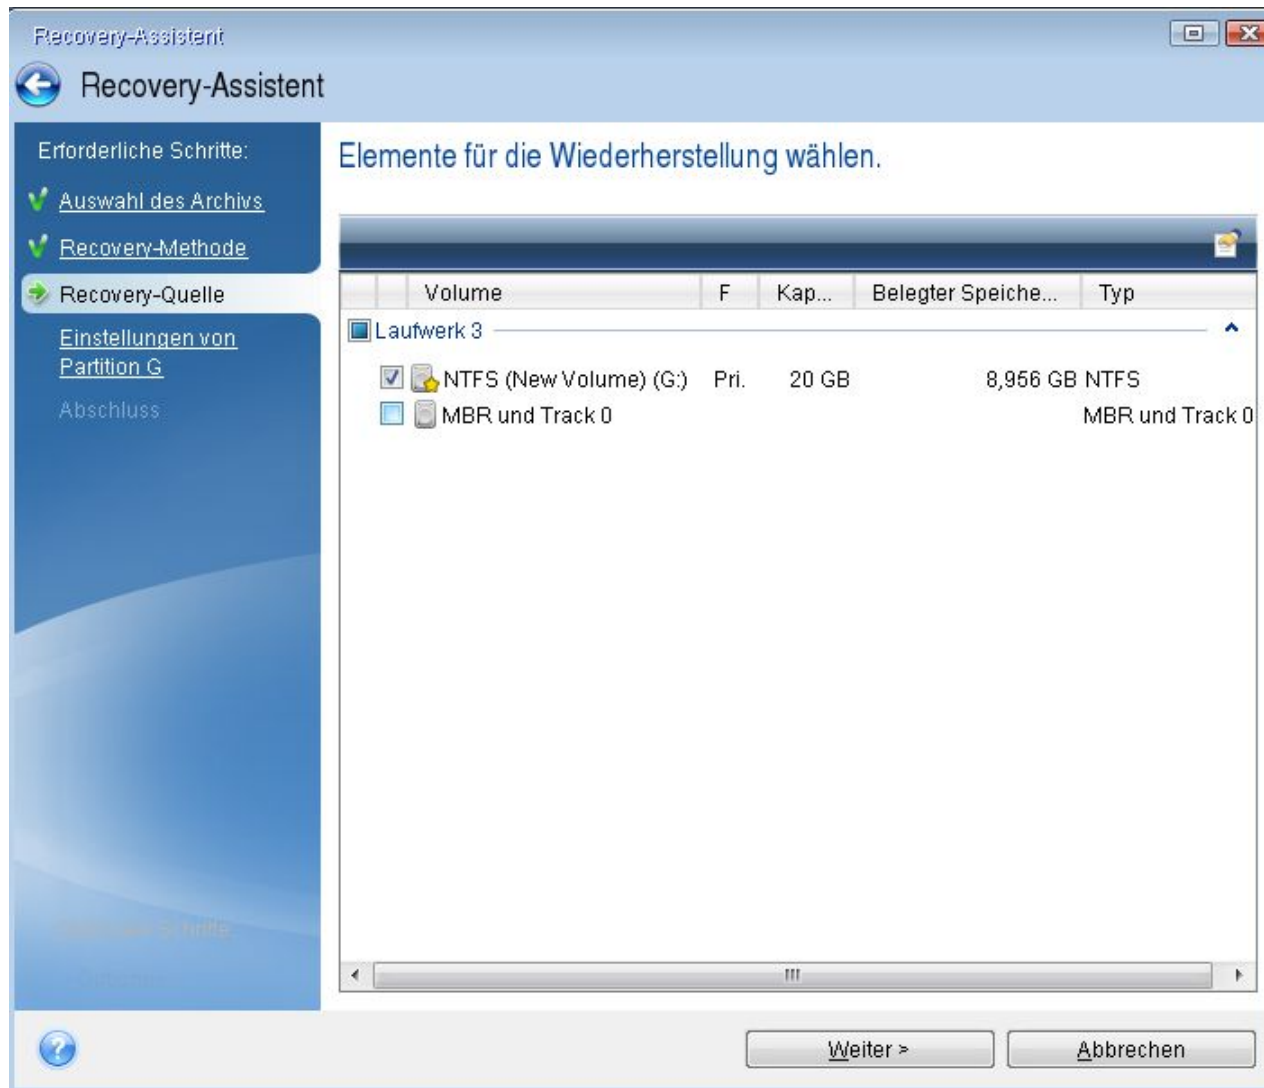 Recovery-Assistent
Recovery-Assistent
Erforderliche Schritte:
Auswahl des Archivs
Recovery-Methode
Recovery-Quelle
Einstellungen von
Partition G
Abschluss
Elemente für die Wiederherstellung wählen.
Volume F Kap... Belegter Speiche... Typ
Laufwerk 3
NTFS (New Volume) (G:) Pri. 20 GB 8,956 GB NTFS
MBR und Track 0 MBR und Track 0
Weiter >
Abbrechen